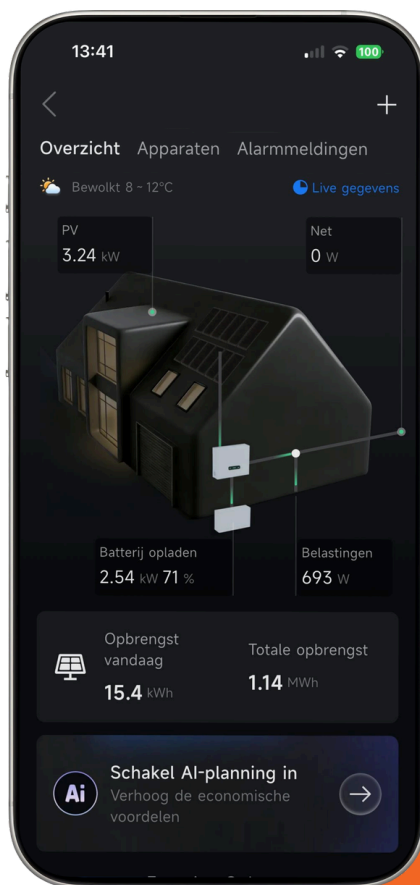 13:41
100
Overzicht Apparaten Alarmmeldingen
Bewolkt 8 ~ 12°C
Live gegevens
PV
3.24 kW
Net
0 W
Batterij opladen
2.54 kW 71 %
Belastingen
693 W
Opbrengst
vandaag
15.4 kWh
Totale opbrengst
1.14 MWh
Ai
Schakel AI-planning in
Verhoog de economische
voordelen